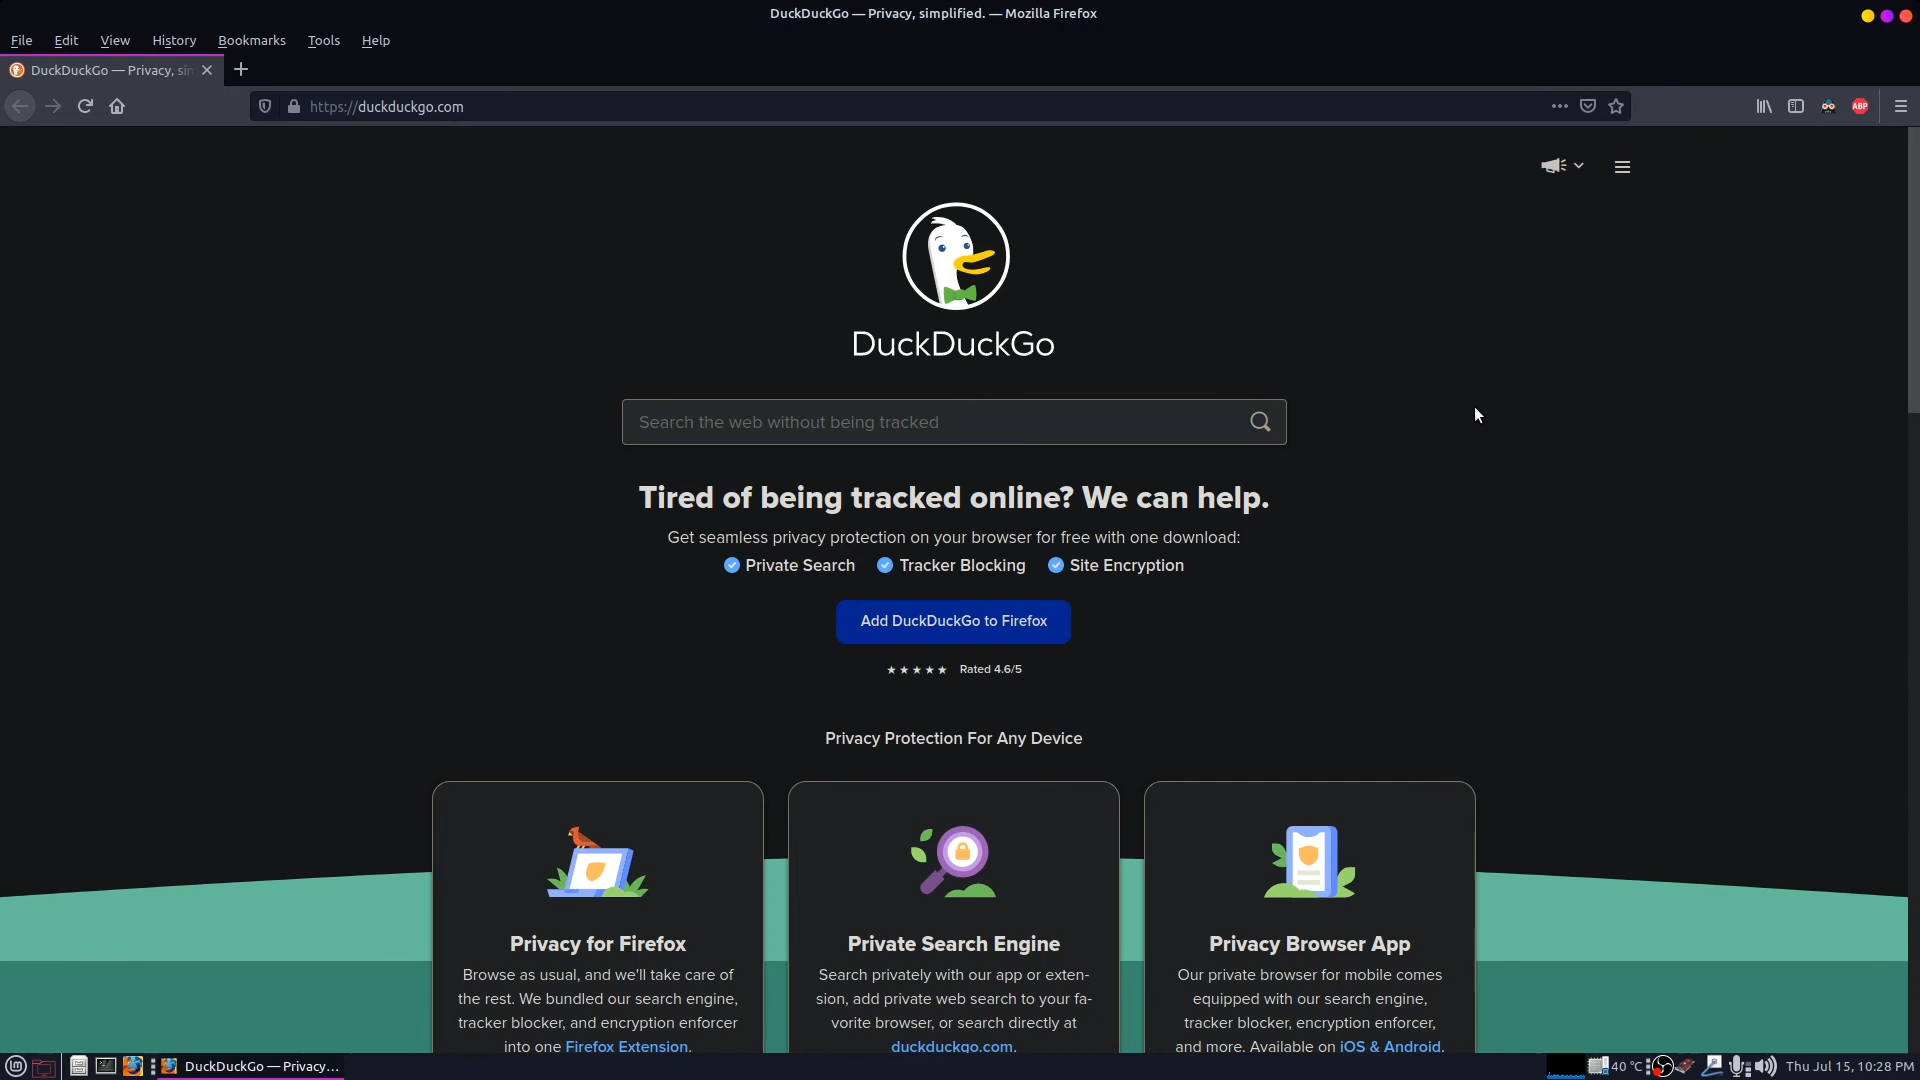 DuckDuckGo — Privacy, simplified. — Mozilla Firefox
File Edit View History Bookmarks Tools Help
DuckDuckGo — Privacy, sim
https://duckduckgo.com
ABP
DuckDuckGo
Search the web without being tracked
Tired of being tracked online? We can help.
Get seamless privacy protection on your browser for free with one download:
Private Search Tracker Blocking Site Encryption
Add DuckDuckGo to Firefox
★★★★★ Rated 4.6/5
Privacy Protection For Any Device
Privacy for Firefox
Browse as usual, and we'll take care of
the rest. We bundled our search engine,
tracker blocker, and encryption enforcer
into one Firefox Extension.
Private Search Engine
Search privately with our app or exten-
sion, add private web search to your fa-
vorite browser, or search directly at
duckduckgo.com.
Privacy Browser App
Our private browser for mobile comes
equipped with our search engine,
tracker blocker, encryption enforcer,
and more. Available on iOS & Android.
DuckDuckGo — Privacy...
40 °C
Thu Jul 15, 10:28 PM